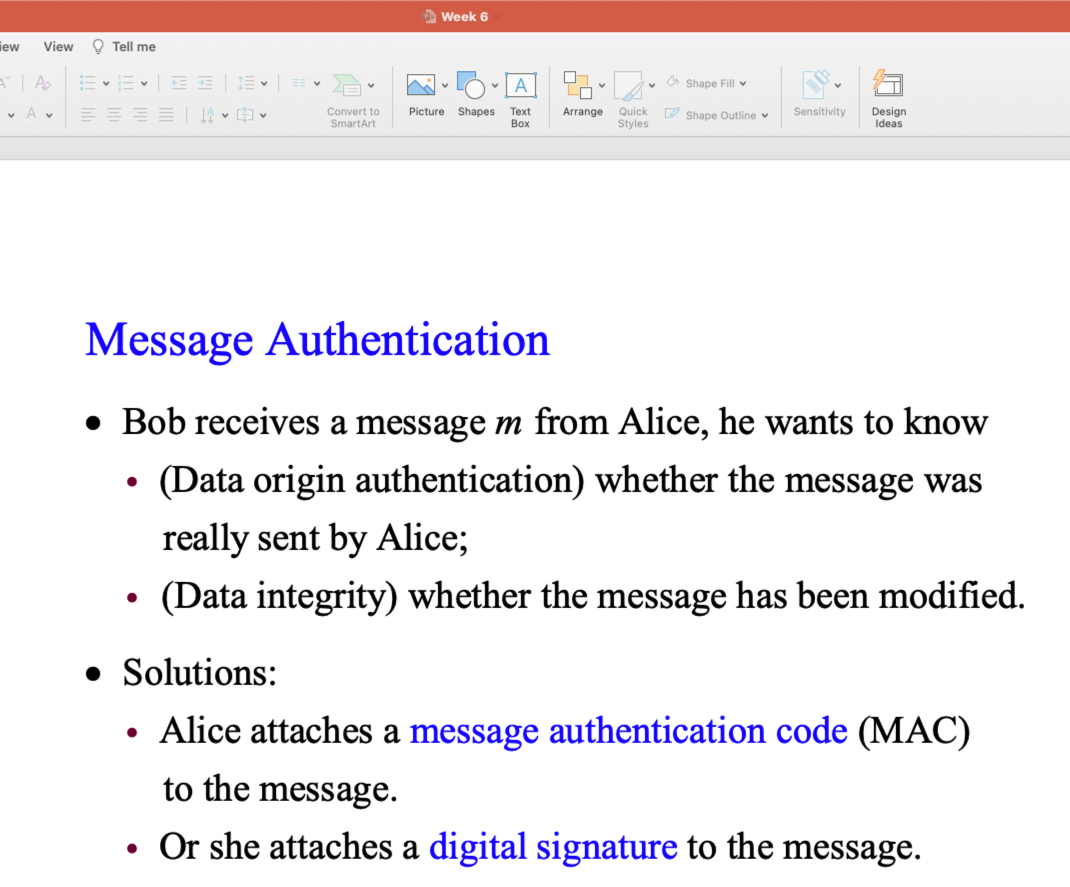 Week 6
iew View Tell me
Convert to
SmartArt
Picture Shapes Text
Box
Arrange Quick
Styles
Shape Fill
Shape Outline
Sensitivity Design
Ideas
Message Authentication
• Bob receives a message m from Alice, he wants to know
• (Data origin authentication) whether the message was
really sent by Alice;
• (Data integrity) whether the message has been modified.
• Solutions:
• Alice attaches a message authentication code (MAC)
to the message.
• Or she attaches a digital signature to the message.